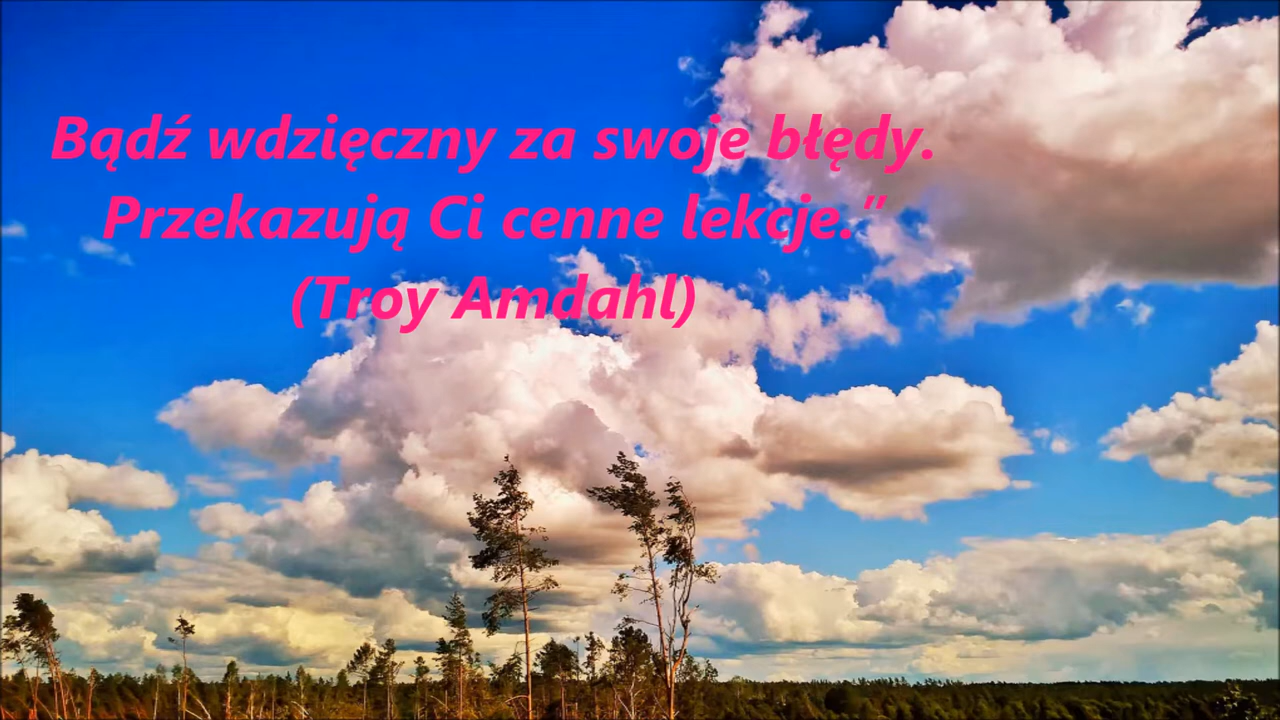 Bądź wdzięczny za swoje błędy.
Przekazują Ci cenne lekcje."
(Troy Amdahl)